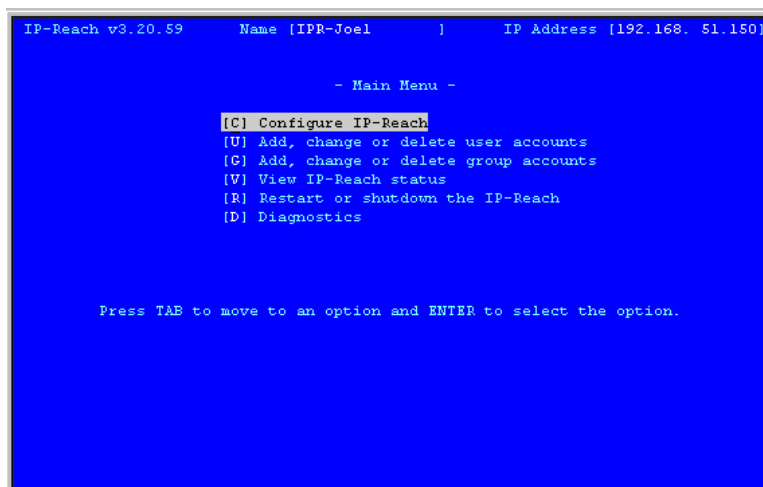 IP-Reach v3.20.59 Name [IPR-Joel ] IP Address [192.168. 51.150]
- Main Menu -
[C] Configure IP-Reach
[U] Add, change or delete user accounts
[G] Add, change or delete group accounts
[V] View IP-Reach status
[R] Restart or shutdown the IP-Reach
[D] Diagnostics
Press TAB to move to an option and ENTER to select the option.